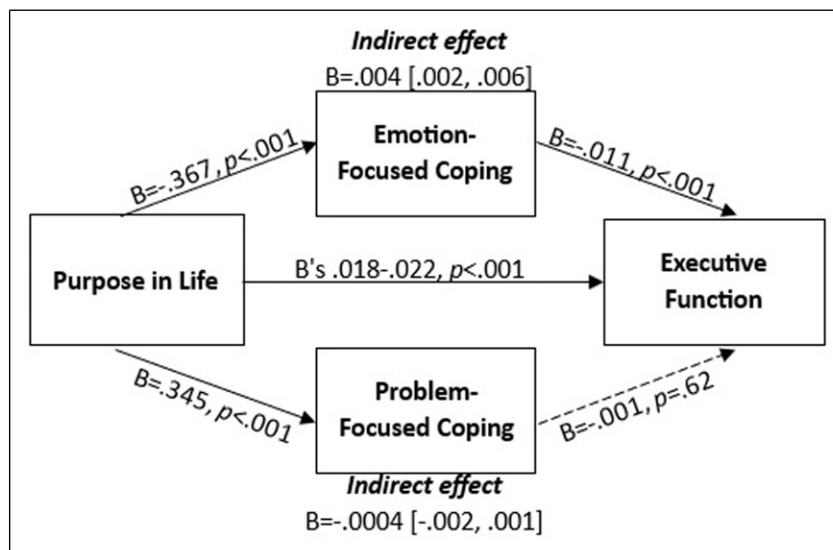 Indirect effect
B=.004 [.002, .006]
Emotion-
Focused Coping
B=-.367, p<.001
B=-.011, p<.001
Purpose in Life
B's .018-.022, p<.001
Executive
Function
B=.345, p<.001
Problem-
Focused Coping
B=-.001, p=.62
Indirect effect
B=-.0004 [-.002, .001]